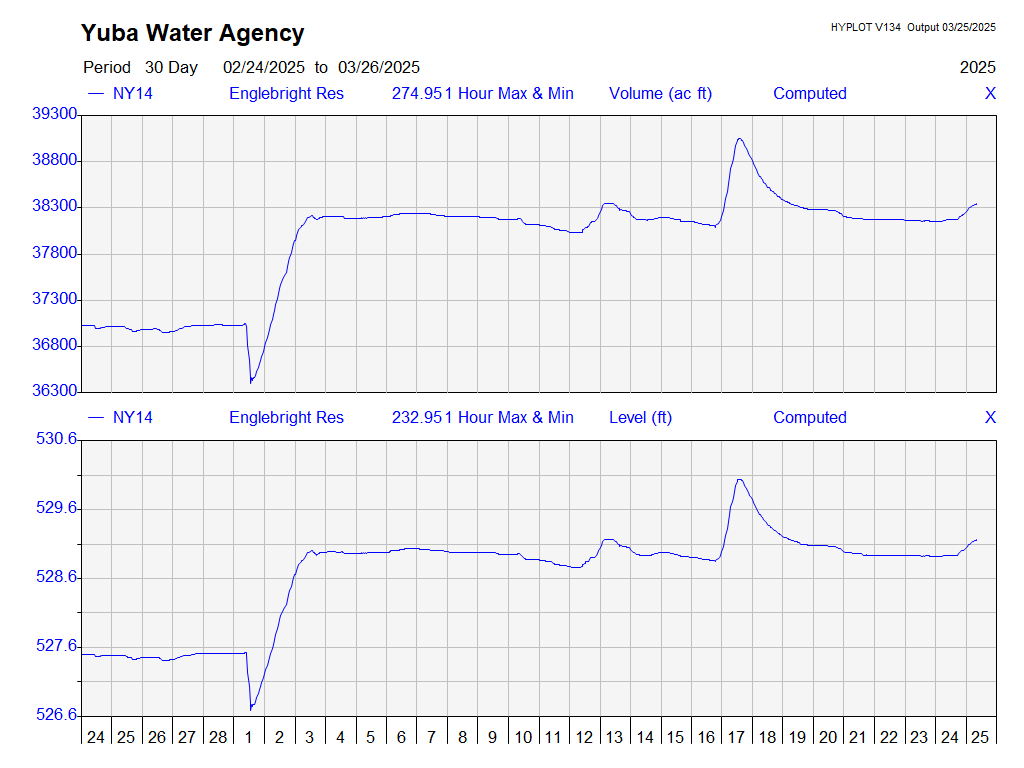 Yuba Water Agency
HYPLOT V134 Output 03/25/2025
Period 30 Day 02/24/2025 to 03/26/2025
2025
NY14 Englebright Res 274.951 Hour Max & Min Volume (ac ft) Computed X
39300
38800
38300
37800
37300
36800
36300
NY14 Englebright Res 232.951 Hour Max & Min Level (ft) Computed X
530.6
529.6
528.6
527.6
526.6
24 25 26 27 28 1 2 3 4 5 6 7 8 9 10 11 12 13 14 15 16 17 18 19 20 21 22 23 24 25